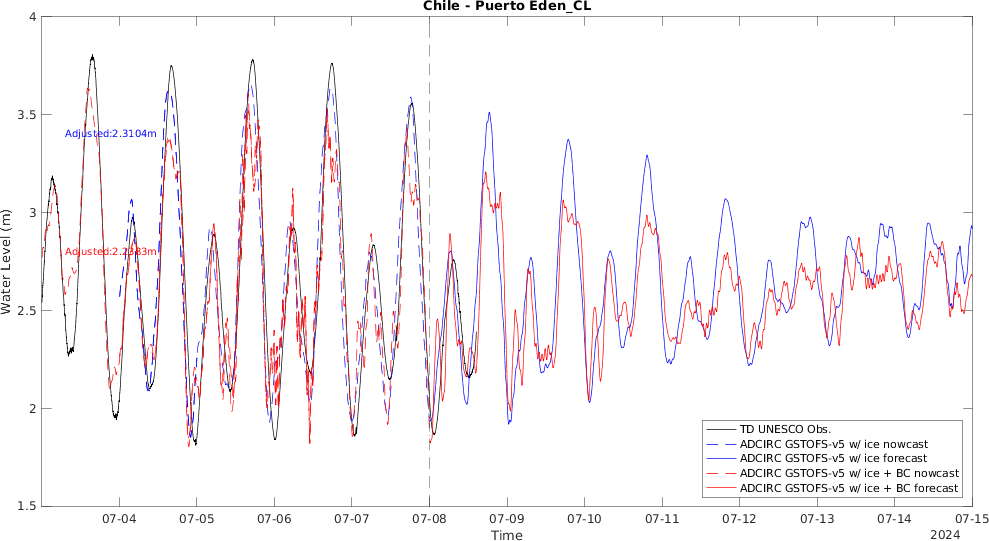 Chile - Puerto Eden_CL
4
3.5
3
2.5
2
1.5
Water Level (m)
Adjusted:2.3104m
TD UNESCO Obs.
ADCIRC GSTOFS-v5 w/ ice nowcast
ADCIRC GSTOFS-v5 w/ ice forecast
ADCIRC GSTOFS-v5 w/ ice + BC nowcast
ADCIRC GSTOFS-v5 w/ ice + BC forecast
07-04 07-05 07-06 07-07 07-08 07-09 07-10 07-11 07-12 07-13 07-14 07-15
Time
2024